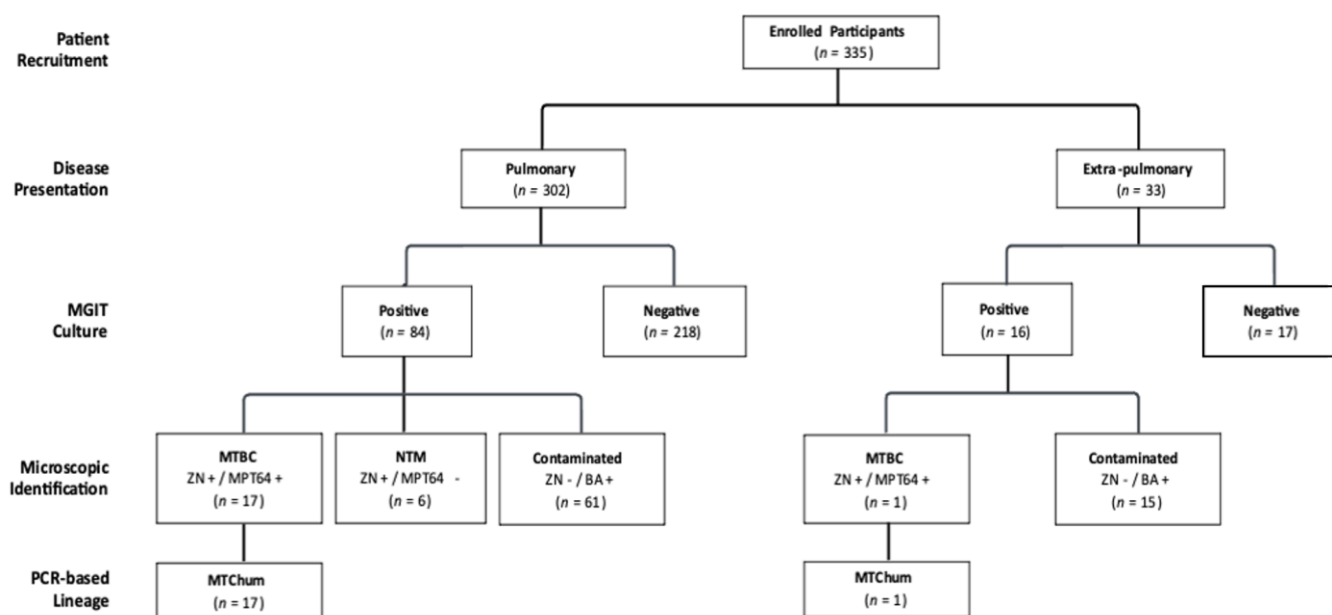 Patient
Recruitment
Enrolled Participants
(n = 335)
Disease
Presentation
Pulmonary
(n = 302)
Extra-pulmonary
(n = 33)
MGIT
Culture
Positive
(n = 84)
Negative
(n = 218)
Positive
(n = 16)
Negative
(n = 17)
Microscopic
Identification
MTBC
ZN + / MPT64 +
(n = 17)
NTM
ZN + / MPT64 -
(n = 6)
Contaminated
ZN - / BA +
(n = 61)
MTBC
ZN + / MPT64 +
(n = 1)
Contaminated
ZN - / BA +
(n = 15)
PCR-based
Lineage
MTChum
(n = 17)
MTChum
(n = 1)